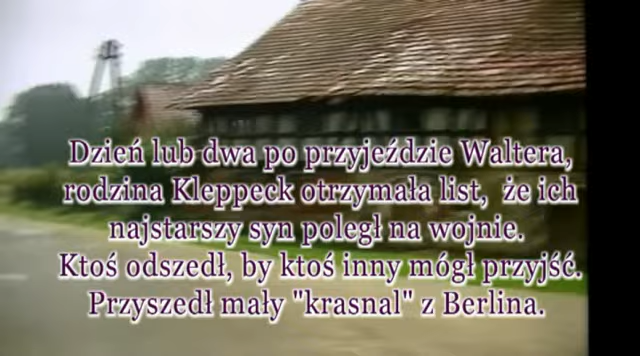 Dzień lub dwa po przyjeździe Waltera,
rodzina Kleppeck otrzymała list, że ich
najstarszy syn poległ na wojnie.
Ktoś odszedł, by ktoś inny mógł przyjść.
Przyszedł mały "krasnal" z Berlina.